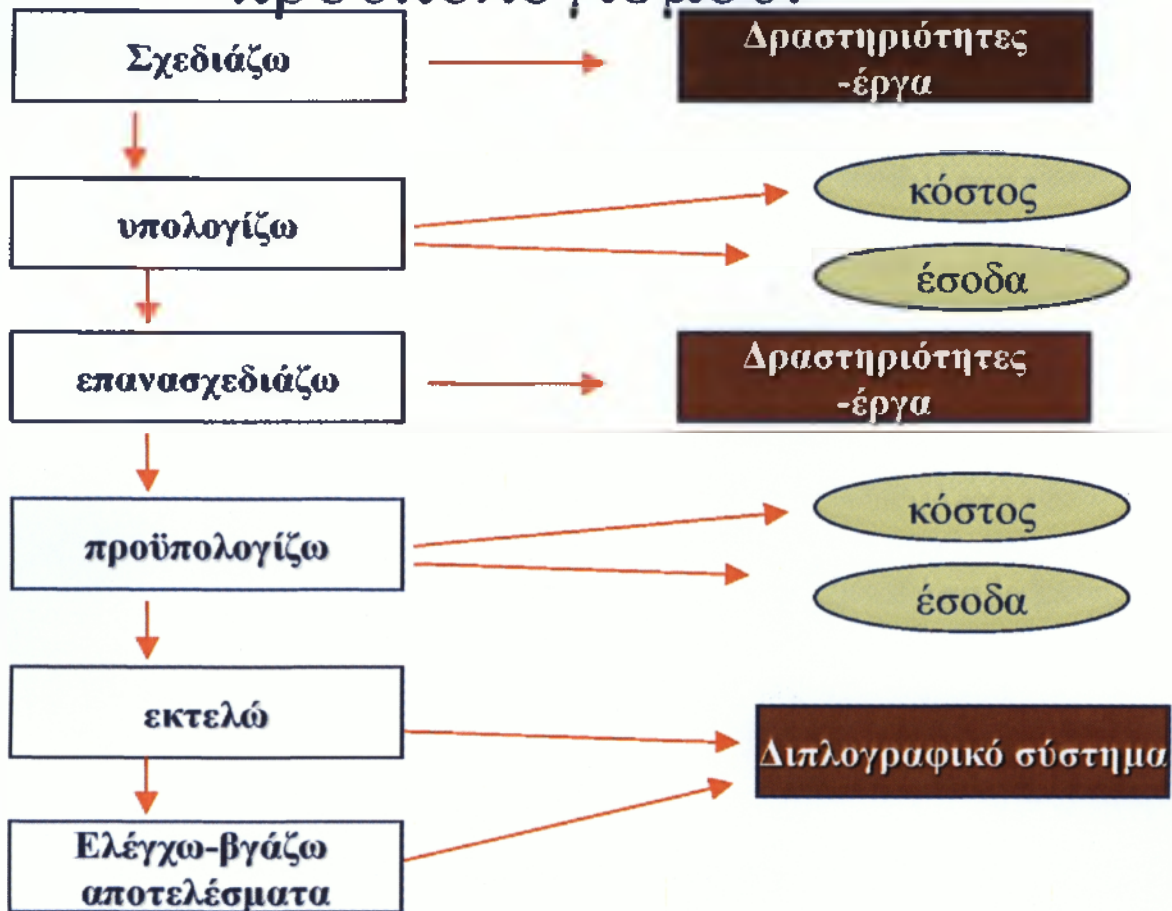 Σχεδιάζω
Δραστηριότητες
-έργα
υπολογίζω
κόστος
έσοδα
επανασχεδιάζω
Δραστηριότητες
-έργα
προϋπολογίζω
κόστος
έσοδα
εκτελώ
Διπλογραφικό σύστημα
Ελέγχω-βγάζω
αποτελέσματα